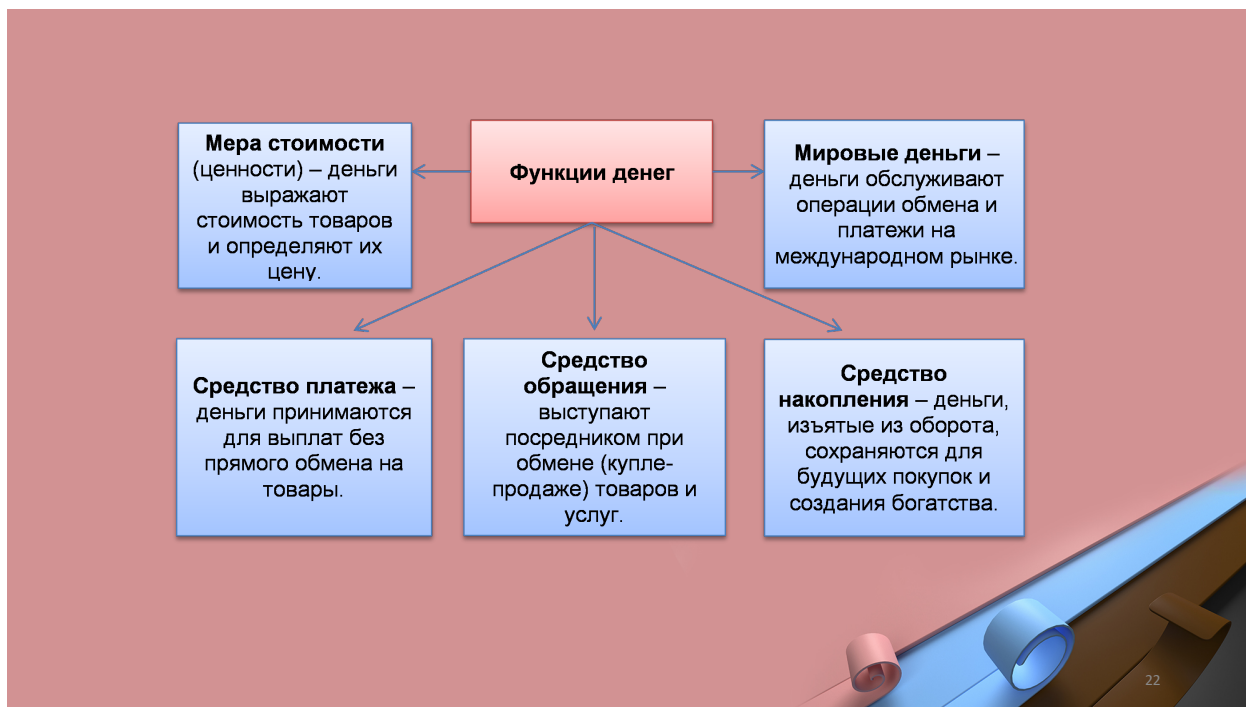 Функции денег
Мера стоимости
(ценности) – деньги
выражают
стоимость товаров
и определяют их
цену.
Мировые деньги –
деньги обслуживают
операции обмена и
платежи на
международном рынке.
Средство платежа –
деньги принимаются
для выплат без
прямого обмена на
товары.
Средство
обращения –
выступают
посредником при
обмене (купле-
продаже) товаров и
услуг.
Средство
накопления – деньги,
изъятые из оборота,
сохраняются для
будущих покупок и
создания богатства.
22